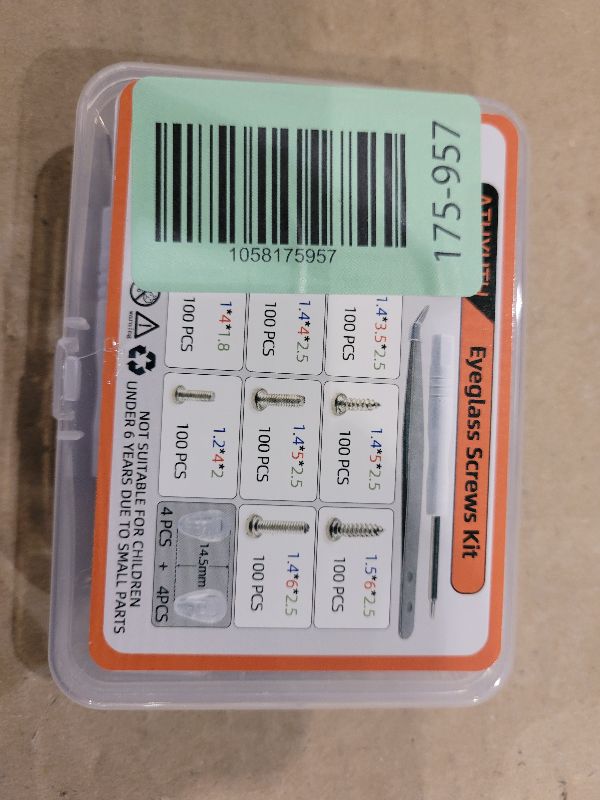 175-957
1058175957
Eyeglass Screws Kit
1.4*3.5*2.5
100 PCS
1.4*5*2.5
100 PCS
1.5*6*2.5
100 PCS
1.4*4*2.5
100 PCS
1.4*5*2.5
100 PCS
1.4*6*2.5
100 PCS
1*4*1.8
100 PCS
1.2*4*2
100 PCS
14.5mm
4 PCS + 4PCS
warning
NOT SUITABLE FOR CHILDREN
UNDER 6 YEARS DUE TO SMALL PARTS